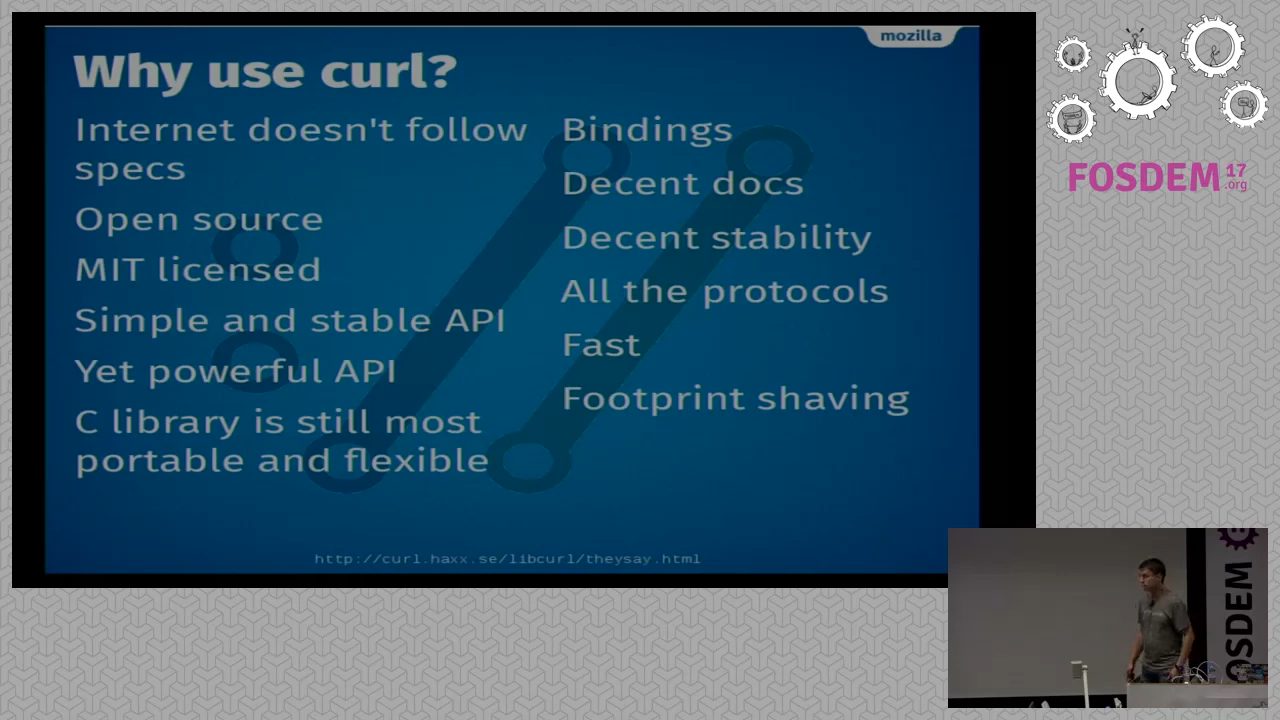 mozilla
Why use curl?
Internet doesn't follow
specs
Open source
MIT licensed
Simple and stable API
Yet powerful API
C library is still most
portable and flexible
Bindings
Decent docs
Decent stability
All the protocols
Fast
Footprint shaving
http://curl.haxx.se/libcurl/theysay.html
FOSDEM 17
.org
OSDEM